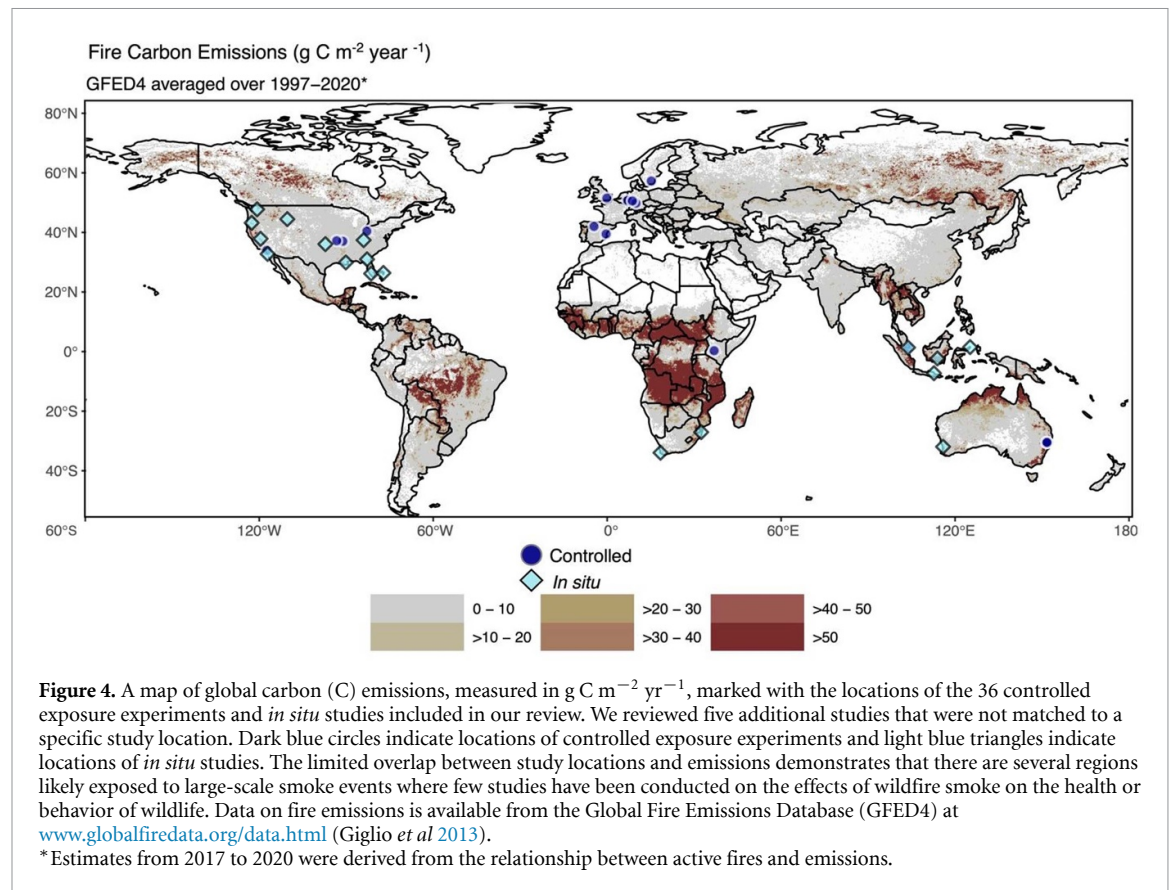 Fire Carbon Emissions (g C m-2 year -1)
GFED4 averaged over 1997–2020*
80°N
60°N
40°N
20°N
0°
20°S
40°S
60°S
120°W
60°W
0°
60°E
120°E
180
Controlled
In situ
0 – 10
>20 – 30
>40 – 50
>10 – 20
>30 – 40
>50
Figure 4. A map of global carbon (C) emissions, measured in g C m−2 yr−1, marked with the locations of the 36 controlled
exposure experiments and in situ studies included in our review. We reviewed five additional studies that were not matched to a
specific study location. Dark blue circles indicate locations of controlled exposure experiments and light blue triangles indicate
locations of in situ studies. The limited overlap between study locations and emissions demonstrates that there are several regions
likely exposed to large-scale smoke events where few studies have been conducted on the effects of wildfire smoke on the health or
behavior of wildlife. Data on fire emissions is available from the Global Fire Emissions Database (GFED4) at
www.globalfiredata.org/data.html (Giglio et al 2013).
*Estimates from 2017 to 2020 were derived from the relationship between active fires and emissions.